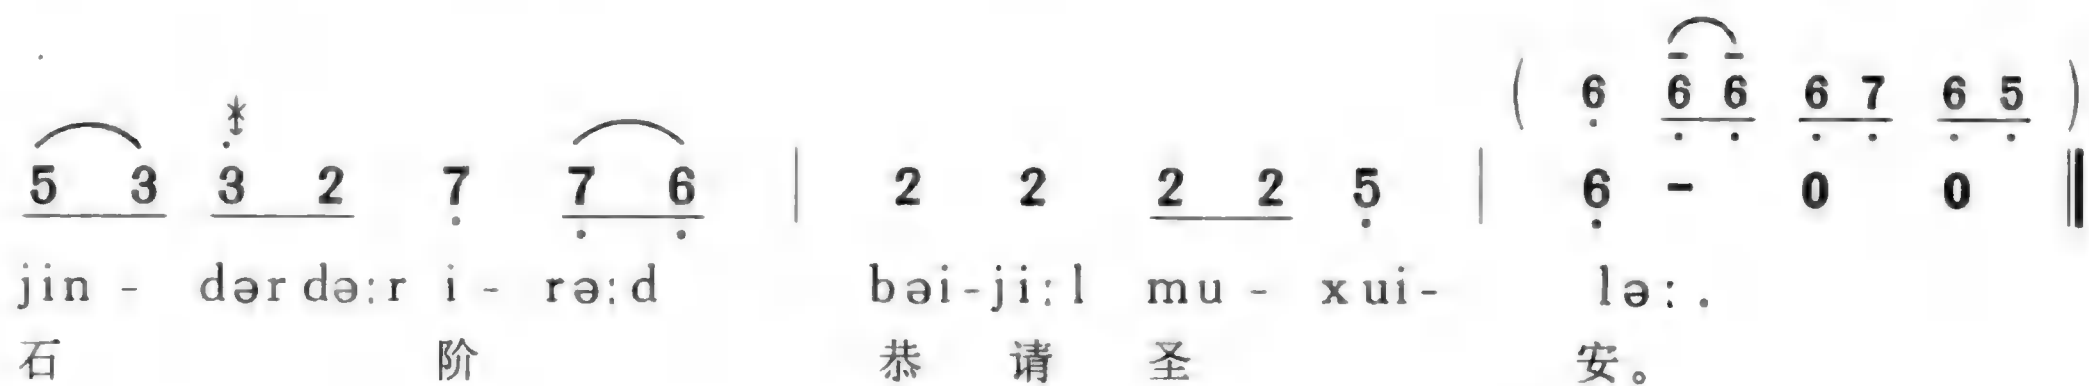 ( 6 6 6 6 7 6 5 )
5 3 3 2 7 7 6 | 2 2 2 2 5 | 6 - 0 0 ‖
jin - dər də:r i - rə:d bəi-ji:l mu - xui - lə: .
石 阶 恭 请 圣 安。